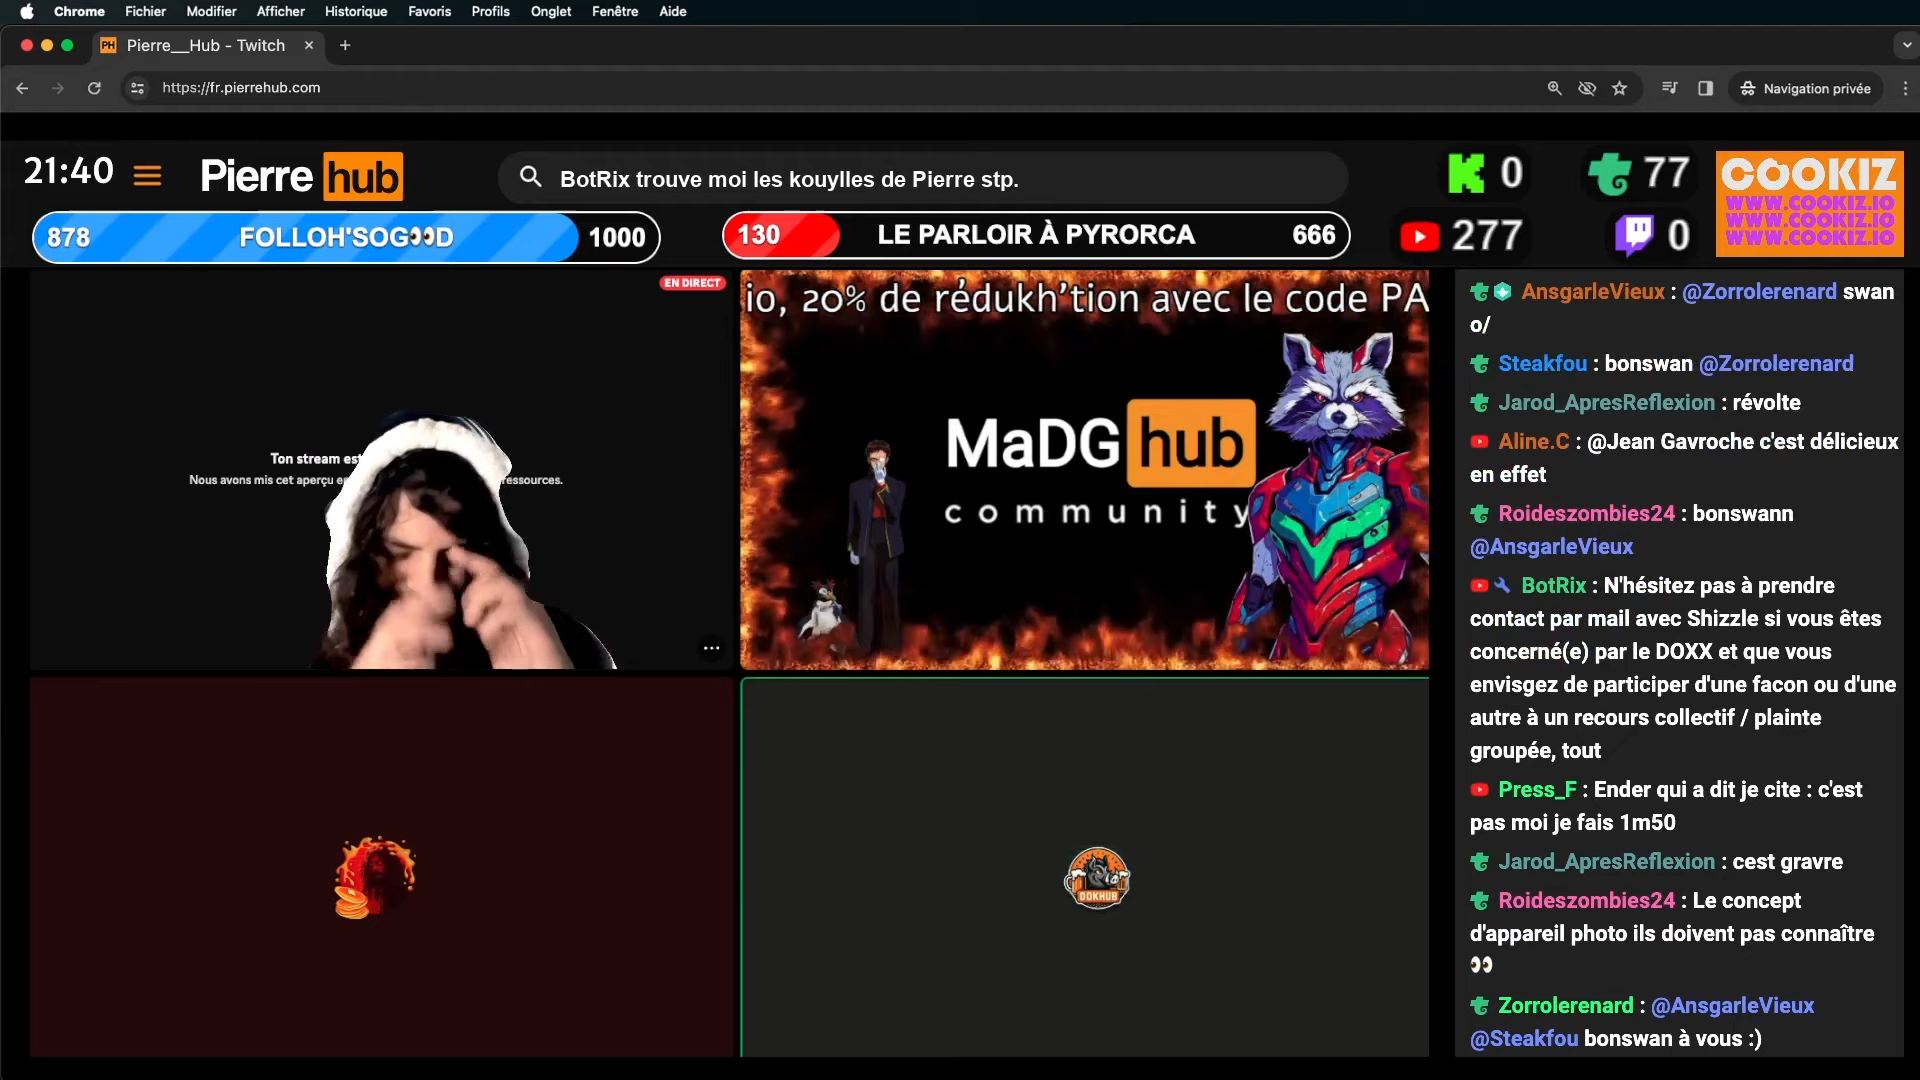 Chrome Fichier Modifier Afficher Historique Favoris Profils Onglet Fenêtre Aide
PH Pierre__Hub - Twitch
https://fr.pierrehub.com
Navigation privée
21:40
Pierre hub
BotRix trouve moi les kouylles de Pierre stp.
0
77
COOKIZ
WWW.COOKIZ.IO
WWW.COOKIZ.IO
WWW.COOKIZ.IO
878 FOLLOH'SOG👀D 1000
130 LE PARLOIR À PYRORCA 666
277
0
EN DIRECT
Ton stream est
Nous avons mis cet aperçu e
ressources.
io, 20% de rédukh'tion avec le code PA
MaDG hub
community
DOKHUB
AnsgarleVieux : @Zorrolerenard swan
o/
Steakfou : bonswan @Zorrolerenard
Jarod_ApresReflexion : révolte
Aline.C : @Jean Gavroche c'est délicieux
en effet
Roideszombies24 : bonswann
@AnsgarleVieux
BotRix : N'hésitez pas à prendre
contact par mail avec Shizzle si vous êtes
concerné(e) par le DOXX et que vous
envisgez de participer d'une facon ou d'une
autre à un recours collectif / plainte
groupée, tout
Press_F : Ender qui a dit je cite : c'est
pas moi je fais 1m50
Jarod_ApresReflexion : cest gravre
Roideszombies24 : Le concept
d'appareil photo ils doivent pas connaître
👀
Zorrolerenard : @AnsgarleVieux
@Steakfou bonswan à vous :)